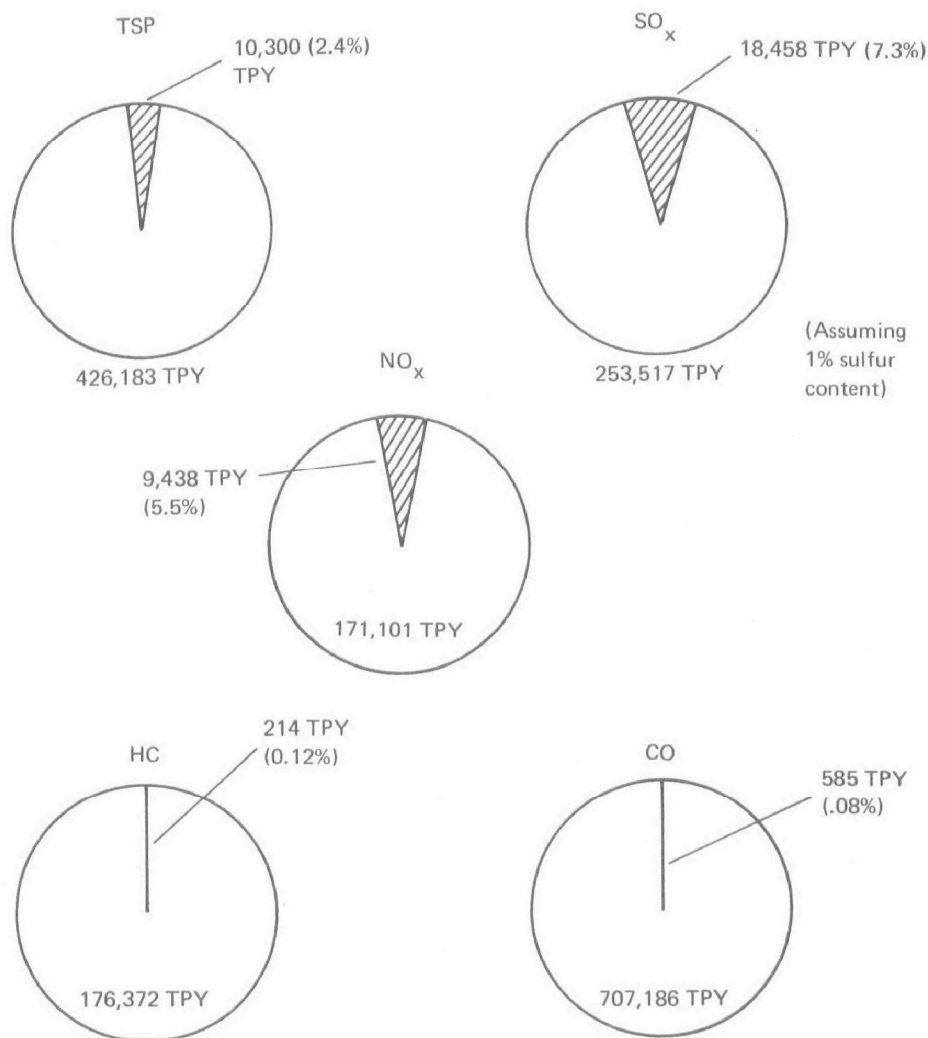 TSP
10,300 (2.4%)
TPY
426,183 TPY
SOx
18,458 TPY (7.3%)
253,517 TPY
(Assuming
1% sulfur
content)
NOx
9,438 TPY
(5.5%)
171,101 TPY
HC
214 TPY
(0.12%)
176,372 TPY
CO
585 TPY
(.08%)
707,186 TPY